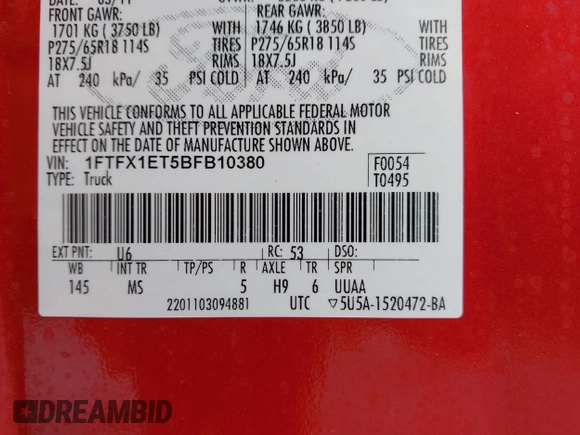 DATE: 03/11
FRONT GAWR: REAR GAWR:
1701 KG ( 3750 LB) WITH 1746 KG ( 3850 LB) WITH
P275/65R18 114S TIRES P275/65R18 114S TIRES
18X7.5J RIMS 18X7.5J RIMS
AT 240 kPa/ 35 PSI COLD AT 240 kPa/ 35 PSI COLD
THIS VEHICLE CONFORMS TO ALL APPLICABLE FEDERAL MOTOR
VEHICLE SAFETY AND THEFT PREVENTION STANDARDS IN
EFFECT ON THE DATE OF MANUFACTURE SHOWN ABOVE.
VIN: 1FTFX1ET5BFB10380 F0054
TYPE: Truck T0495
EXT PNT: U6 RC: 53 DSO:
WB INT TR TP/PS R AXLE TR SPR
145 MS 5 H9 6 UUAA
2201103094881 UTC ▽5U5A-1520472-BA
DREAMBID